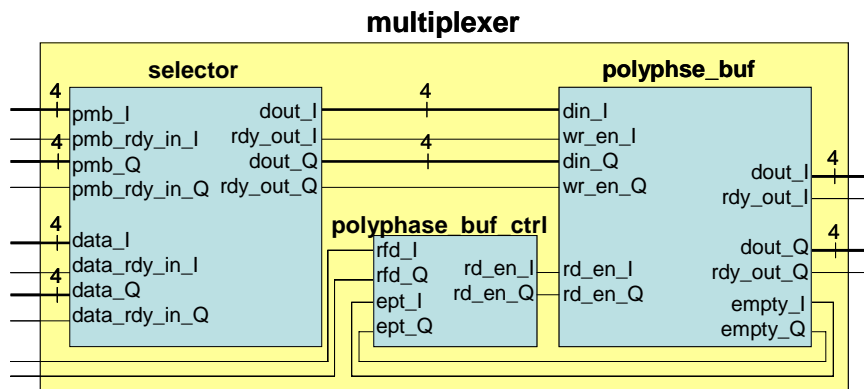 multiplexer
selector
4
pmb_I
pmb_rdy_in_I
4
pmb_Q
pmb_rdy_in_Q
4
data_I
data_rdy_in_I
4
data_Q
data_rdy_in_Q
dout_I
rdy_out_I
dout_Q
rdy_out_Q
4
4
polyphase_buf_ctrl
rfd_I
rfd_Q
ept_I
ept_Q
rd_en_I
rd_en_Q
polyphse_buf
din_I
wr_en_I
din_Q
wr_en_Q
rd_en_I
rd_en_Q
dout_I
rdy_out_I
dout_Q
rdy_out_Q
empty_I
empty_Q
4
4